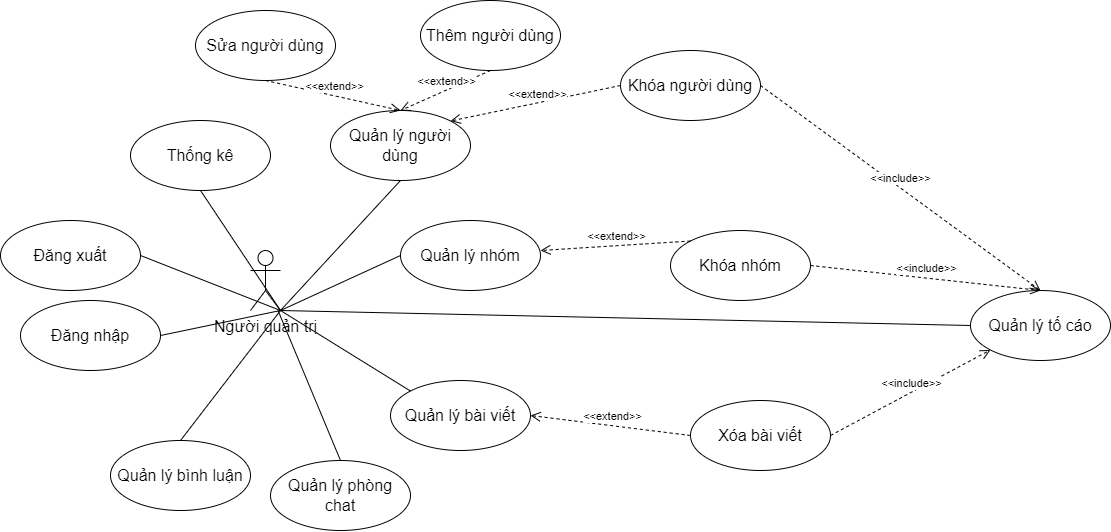 Sửa người dùng
Thêm người dùng
<<extend>>
<<extend>>
Khóa người dùng
<<extend>>
Quản lý người
dùng
Thống kê
<<include>>
Đăng xuất
Quản lý nhóm
<<extend>>
Khóa nhóm
<<include>>
Người quản trị
Đăng nhập
Quản lý tố cáo
<<include>>
Quản lý bài viết
<<extend>>
Xóa bài viết
Quản lý bình luận
Quản lý phòng
chat